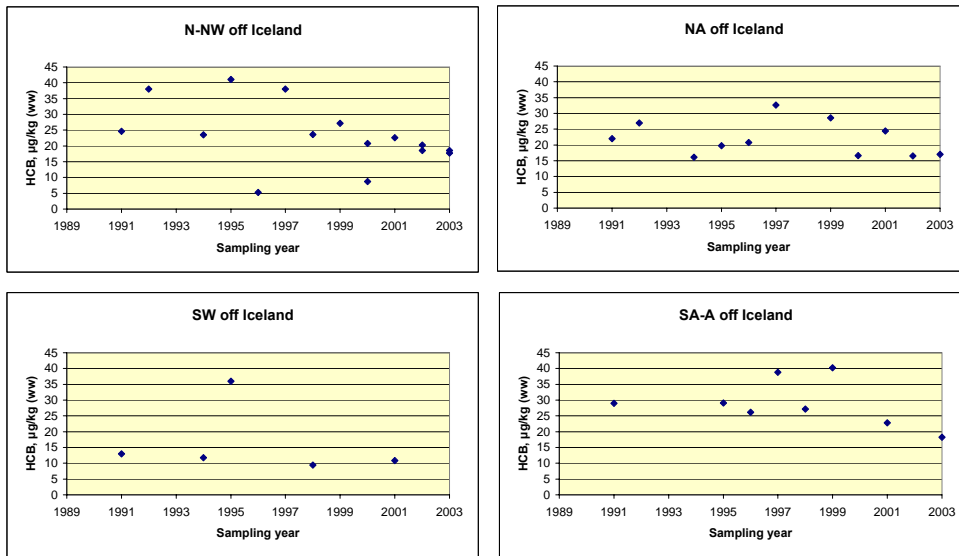 N-NW off Iceland
HCB, µg/kg (ww)
45
40
35
30
25
20
15
10
5
0
1989 1991 1993 1995 1997 1999 2001 2003
Sampling year
NA off Iceland
HCB, µg/kg (ww)
45
40
35
30
25
20
15
10
5
0
1989 1991 1993 1995 1997 1999 2001 2003
Sampling year
SW off Iceland
HCB, µg/kg (ww)
45
40
35
30
25
20
15
10
5
0
1989 1991 1993 1995 1997 1999 2001 2003
Sampling year
SA-A off Iceland
HCB, µg/kg (ww)
45
40
35
30
25
20
15
10
5
0
1989 1991 1993 1995 1997 1999 2001 2003
Sampling year